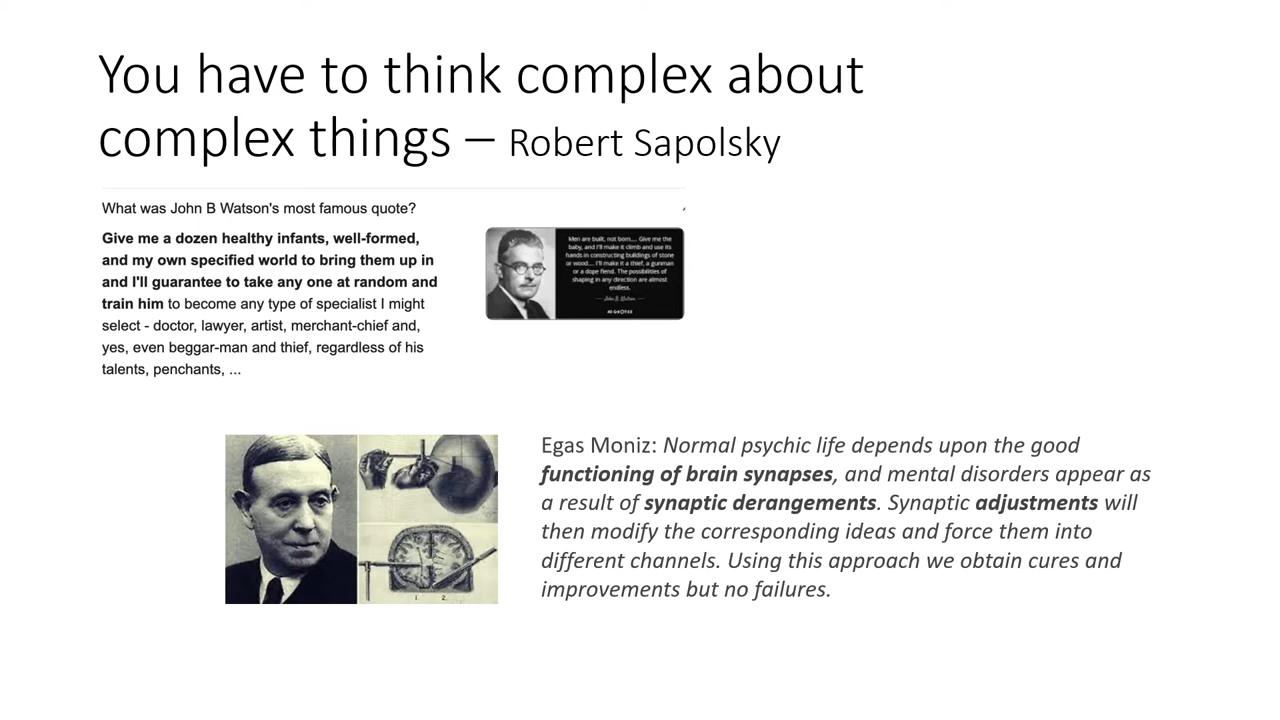 You have to think complex about
complex things – Robert Sapolsky
What was John B Watson's most famous quote?
Give me a dozen healthy infants, well-formed,
and my own specified world to bring them up in
and I'll guarantee to take any one at random and
train him to become any type of specialist I might
select - doctor, lawyer, artist, merchant-chief and,
yes, even beggar-man and thief, regardless of his
talents, penchants, ...
Men are built, not born.... Give me the
baby, and I'll make it climb and use its
hands in constructing buildings of stone
or wood.... I'll make it a thief, a gunman
or a dope fiend. The possibilities of
shaping in any direction are almost
endless.
John B. Watson
AZ QUOTES
Egas Moniz: Normal psychic life depends upon the good
functioning of brain synapses, and mental disorders appear as
a result of synaptic derangements. Synaptic adjustments will
then modify the corresponding ideas and force them into
different channels. Using this approach we obtain cures and
improvements but no failures.
1. 2.